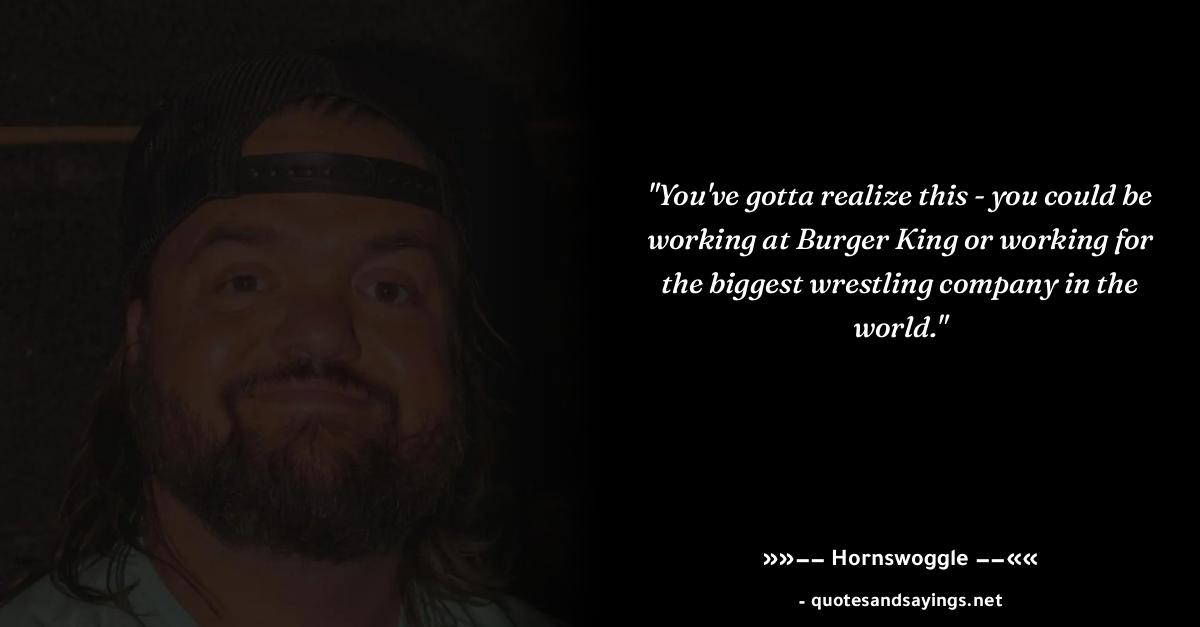 "You've gotta realize this - you could be
working at Burger King or working for
the biggest wrestling company in the
world."
»»−− Hornswoggle −−««
- quotesandsayings.net